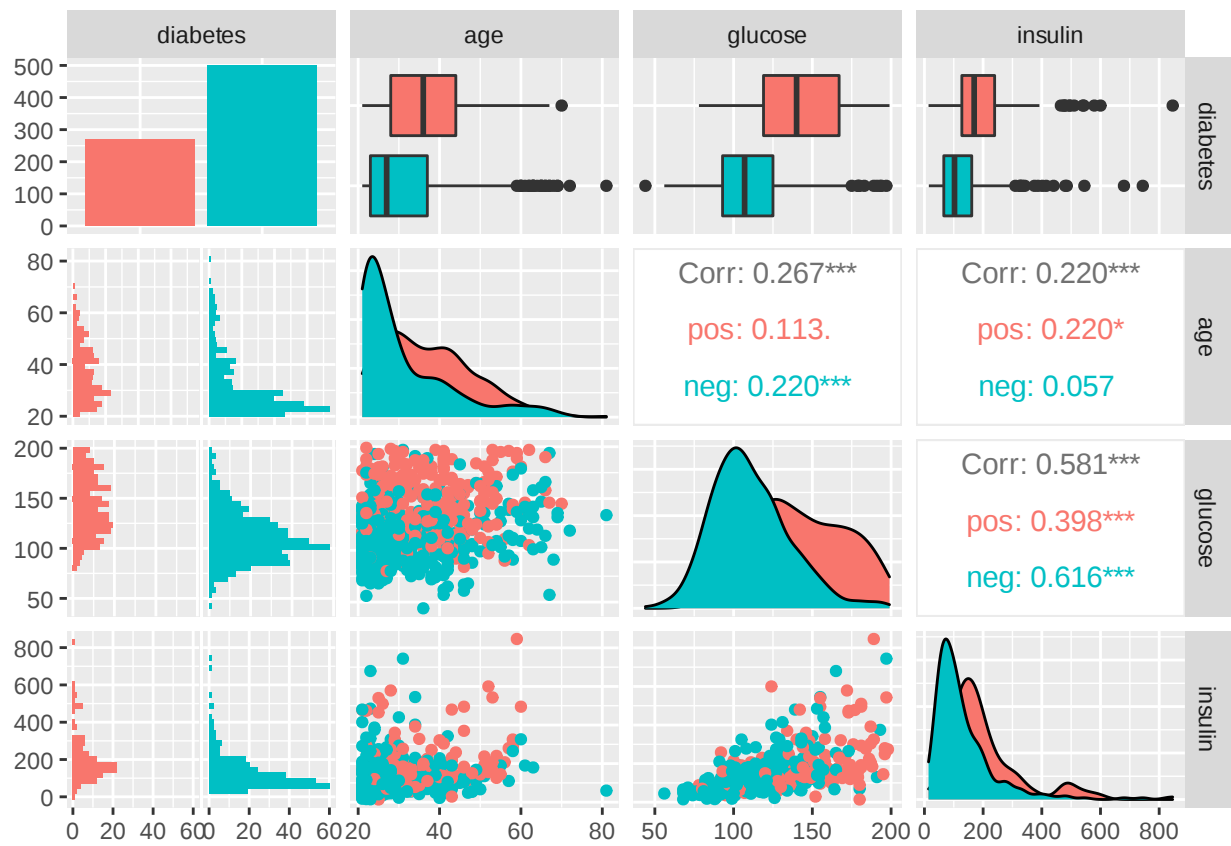 diabetes age glucose insulin
500
400
300
200
100
0
diabetes
80
60
40
20
Corr: 0.267***
pos: 0.113.
neg: 0.220***
Corr: 0.220***
pos: 0.220*
neg: 0.057
age
200
150
100
50
Corr: 0.581***
pos: 0.398***
neg: 0.616***
glucose
800
600
400
200
0
insulin
0 20 40 60 0 20 40 60 20 40 60 80 50 100 150 200 0 200 400 600 800